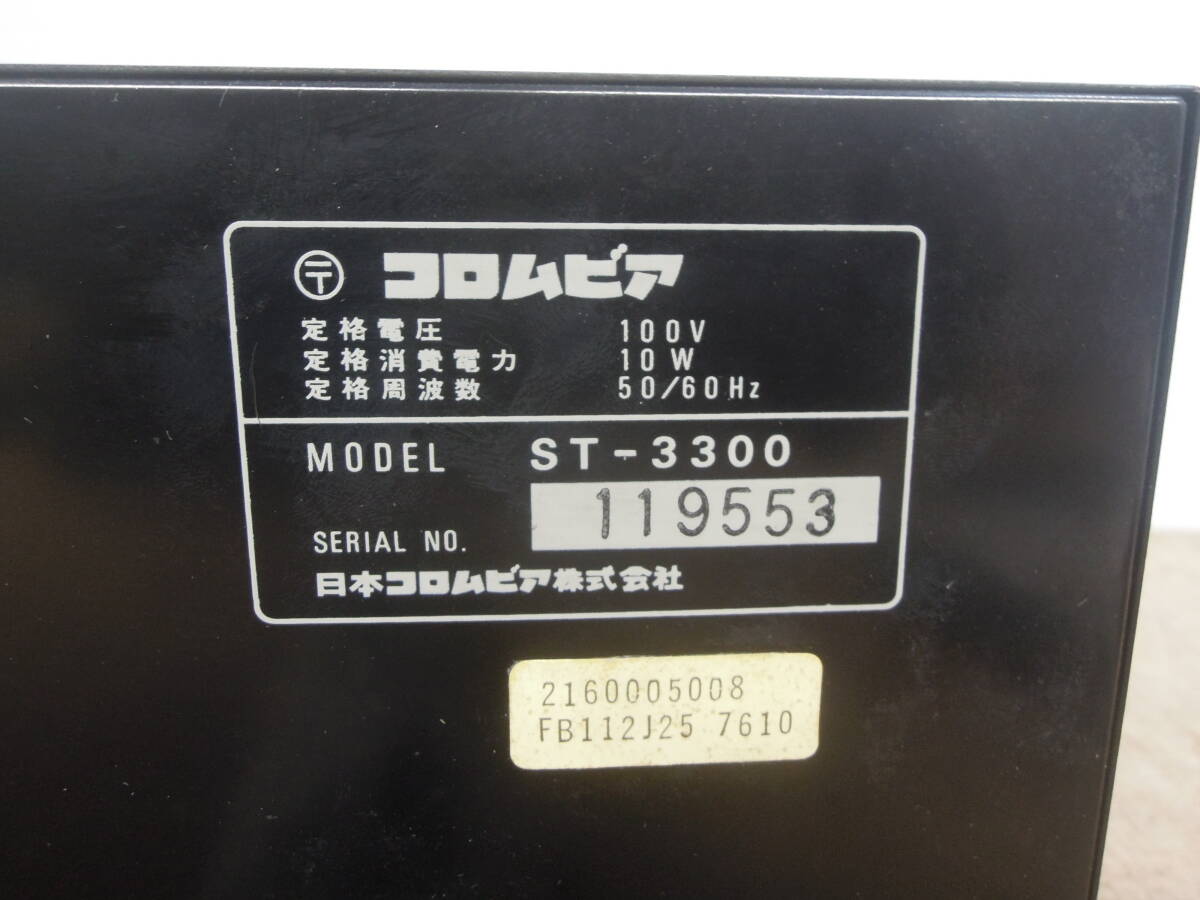 〶 コロムビア
定格電圧 100V
定格消費電力 10W
定格周波数 50/60Hz
MODEL ST-3300
SERIAL NO. 119553
日本コロムビア株式会社
2160005008
FB112J25 7610